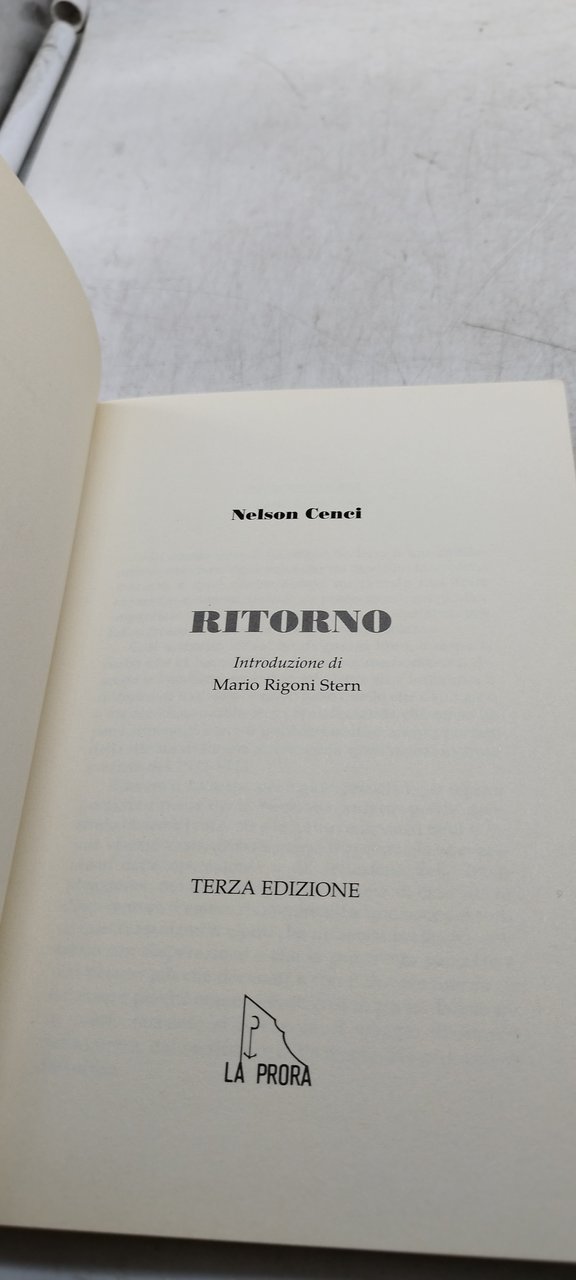 Nelson Cenci
RITORNO
Introduzione di
Mario Rigoni Stern
TERZA EDIZIONE
LA PRORA